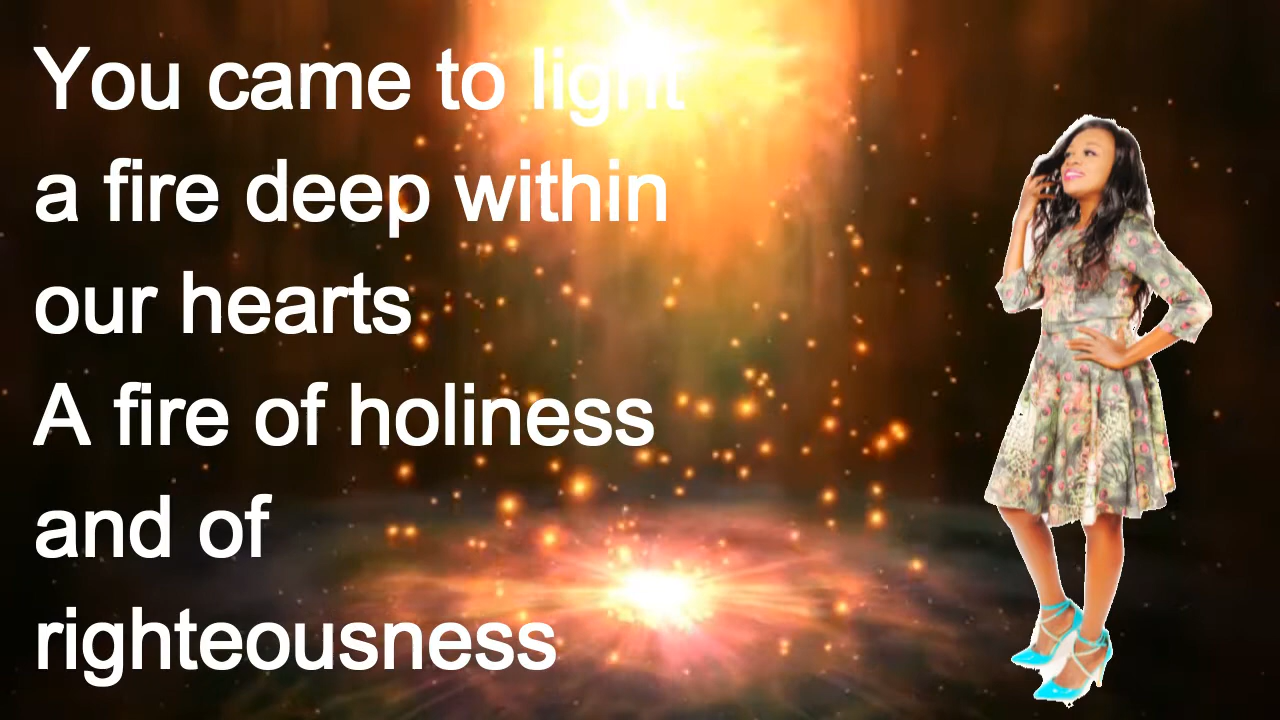 You came to light
a fire deep within
our hearts
A fire of holiness
and of
righteousness